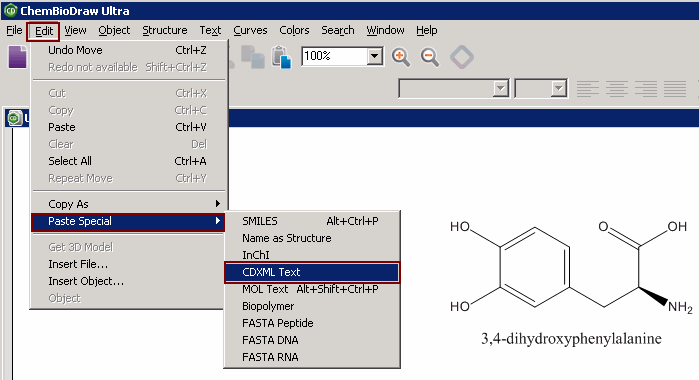 ChemBioDraw Ultra
File Edit View Object Structure Text Curves Colors Search Window Help
100%
Undo Move Ctrl+Z
Redo not available Shift+Ctrl+Z
Cut Ctrl+X
Copy Ctrl+C
Paste Ctrl+V
Clear Del
Select All Ctrl+A
Repeat Move Ctrl+Y
Copy As
Paste Special
Get 3D Model
Insert File...
Insert Object...
Object
SMILES Alt+Ctrl+P
Name as Structure
InChI
CDXML Text
MOL Text Alt+Shift+Ctrl+P
Biopolymer
FASTA Peptide
FASTA DNA
FASTA RNA
HO O OH
HO NH2
3,4-dihydroxyphenylalanine